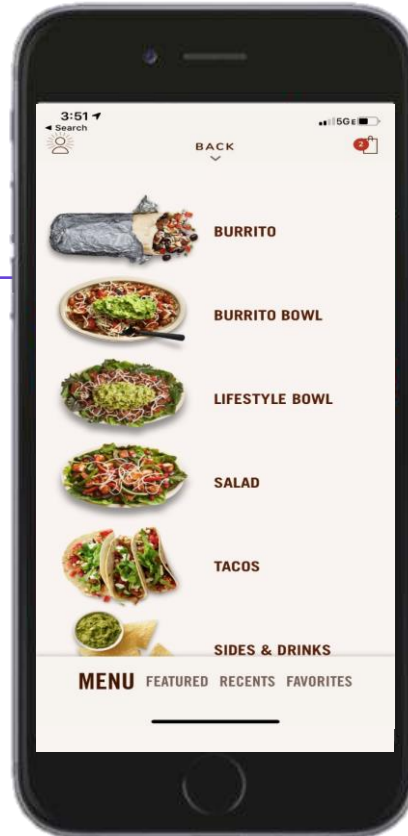 3:51
5GE
◀ Search
BACK
2
BURRITO
BURRITO BOWL
LIFESTYLE BOWL
SALAD
TACOS
SIDES & DRINKS
MENU FEATURED RECENTS FAVORITES